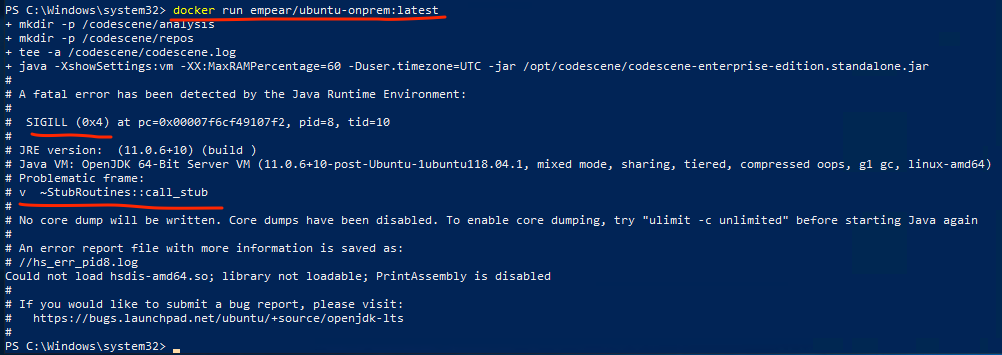 PS C:\Windows\system32> docker run empear/ubuntu-onprem:latest
+ mkdir -p /codescene/analysis
+ mkdir -p /codescene/repos
+ tee -a /codescene/codescene.log
+ java -XshowSettings:vm -XX:MaxRAMPercentage=60 -Duser.timezone=UTC -jar /opt/codescene/codescene-enterprise-edition.standalone.jar
#
# A fatal error has been detected by the Java Runtime Environment:
#
#  SIGILL (0x4) at pc=0x00007f6cf49107f2, pid=8, tid=10
#
# JRE version:  (11.0.6+10) (build )
# Java VM: OpenJDK 64-Bit Server VM (11.0.6+10-post-Ubuntu-1ubuntu118.04.1, mixed mode, sharing, tiered, compressed oops, g1 gc, linux-amd64)
# Problematic frame:
# v  ~StubRoutines::call_stub
#
# No core dump will be written. Core dumps have been disabled. To enable core dumping, try "ulimit -c unlimited" before starting Java again
#
# An error report file with more information is saved as:
# //hs_err_pid8.log
Could not load hsdis-amd64.so; library not loadable; PrintAssembly is disabled
#
# If you would like to submit a bug report, please visit:
#   https://bugs.launchpad.net/ubuntu/+source/openjdk-lts
#
PS C:\Windows\system32>